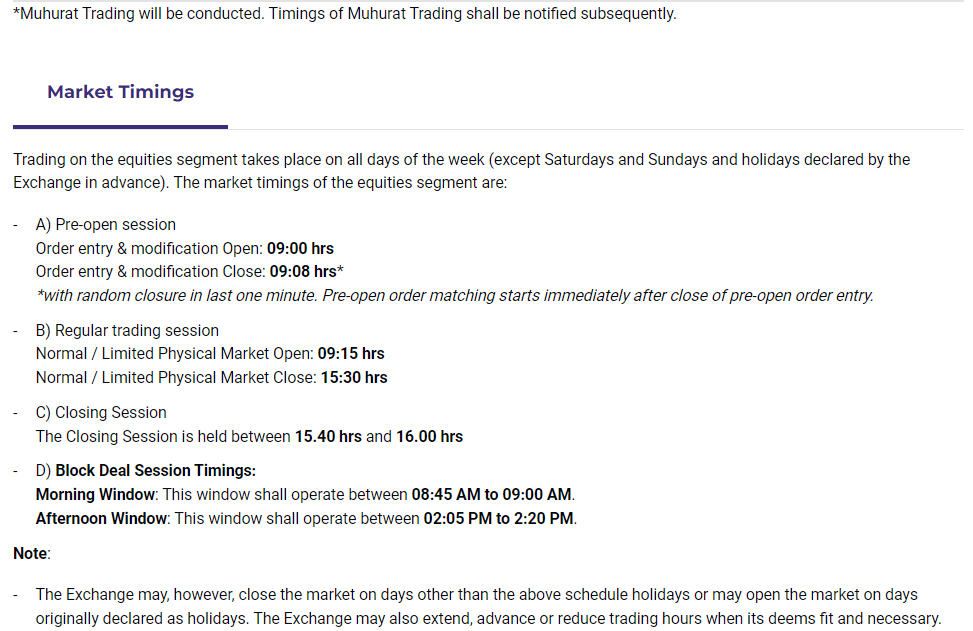 *Muhurat Trading will be conducted. Timings of Muhurat Trading shall be notified subsequently.
Market Timings
Trading on the equities segment takes place on all days of the week (except Saturdays and Sundays and holidays declared by the
Exchange in advance). The market timings of the equities segment are:
- A) Pre-open session
Order entry & modification Open: 09:00 hrs
Order entry & modification Close: 09:08 hrs*
*with random closure in last one minute. Pre-open order matching starts immediately after close of pre-open order entry.
- B) Regular trading session
Normal / Limited Physical Market Open: 09:15 hrs
Normal / Limited Physical Market Close: 15:30 hrs
- C) Closing Session
The Closing Session is held between 15.40 hrs and 16.00 hrs
- D) Block Deal Session Timings:
Morning Window: This window shall operate between 08:45 AM to 09:00 AM.
Afternoon Window: This window shall operate between 02:05 PM to 2:20 PM.
Note:
- The Exchange may, however, close the market on days other than the above schedule holidays or may open the market on days
originally declared as holidays. The Exchange may also extend, advance or reduce trading hours when its deems fit and necessary.